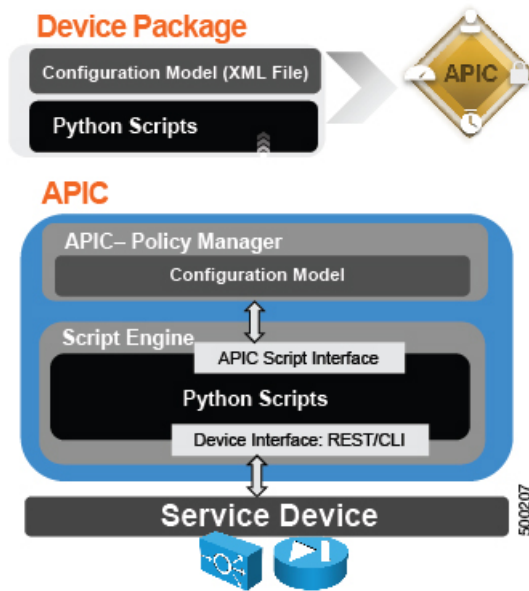 Device Package
Configuration Model (XML File)
Python Scripts
APIC
APIC
APIC– Policy Manager
Configuration Model
Script Engine
APIC Script Interface
Python Scripts
Device Interface: REST/CLI
Service Device
500207